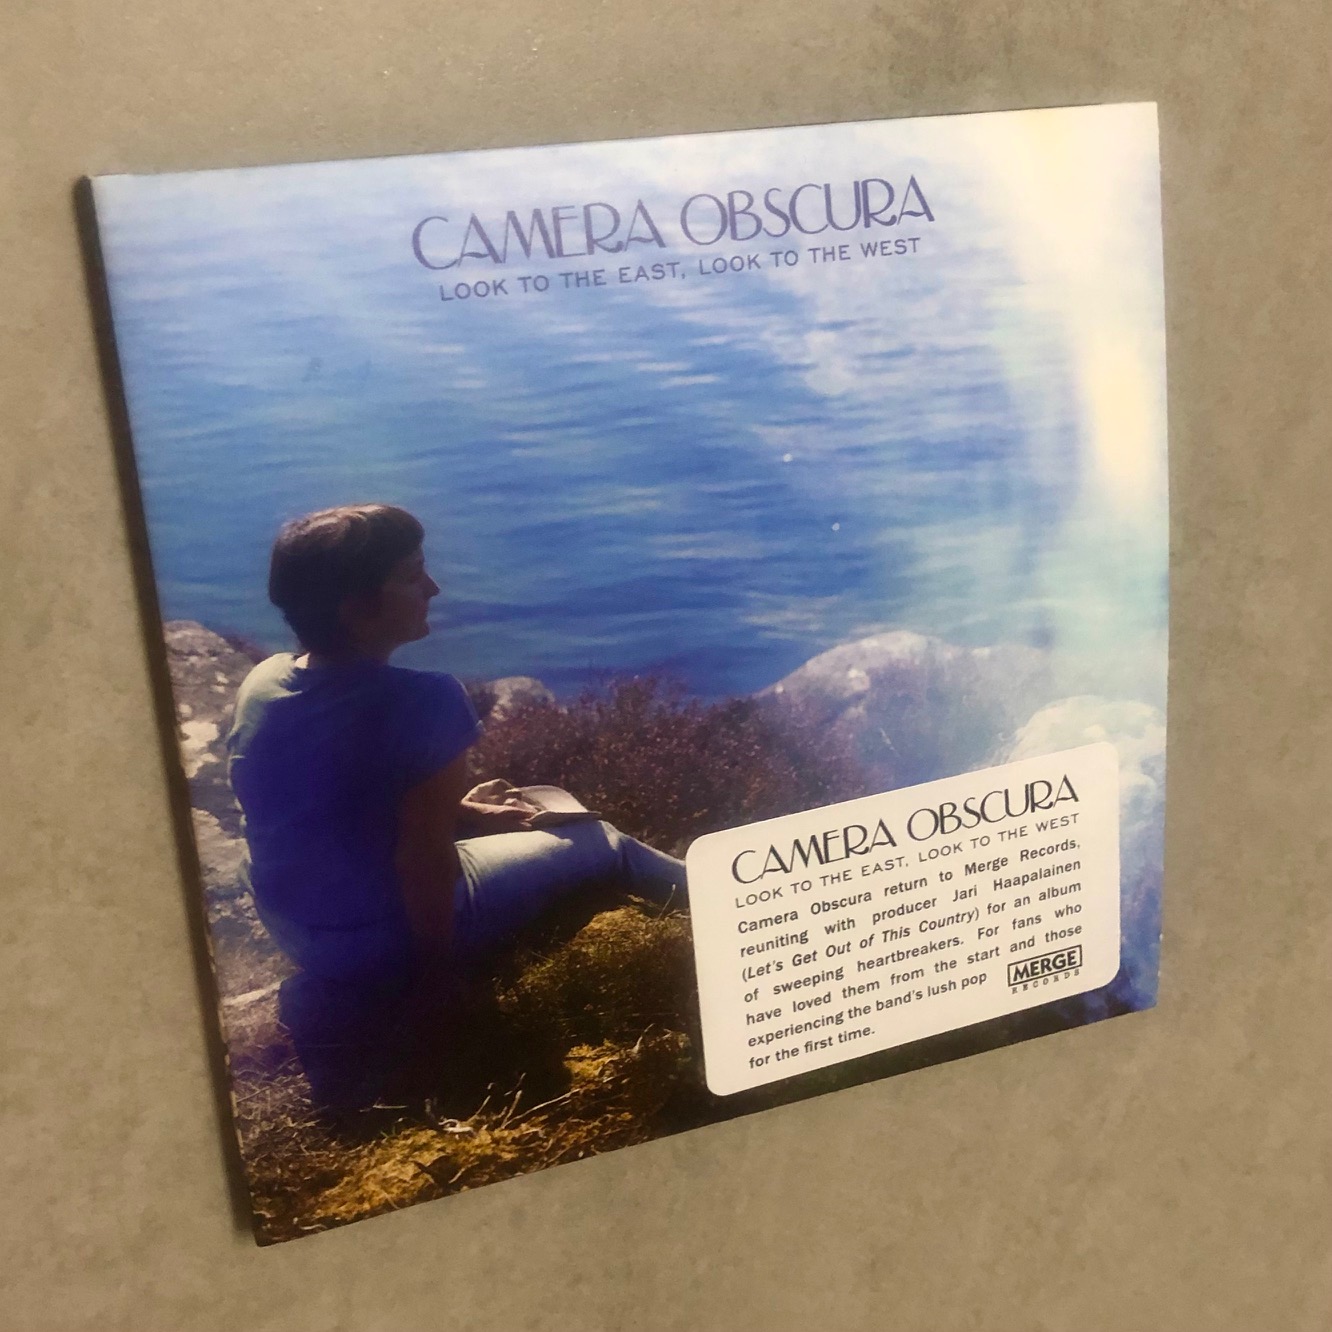 CAMERA OBSCURA
LOOK TO THE EAST, LOOK TO THE WEST
CAMERA OBSCURA
LOOK TO THE EAST, LOOK TO THE WEST
Camera Obscura return to Merge Records,
reuniting with producer Jari Haapalainen
(Let's Get Out of This Country) for an album
of sweeping heartbreakers. For fans who
have loved them from the start and those
experiencing the band's lush pop
for the first time.
MERGE
RECORDS